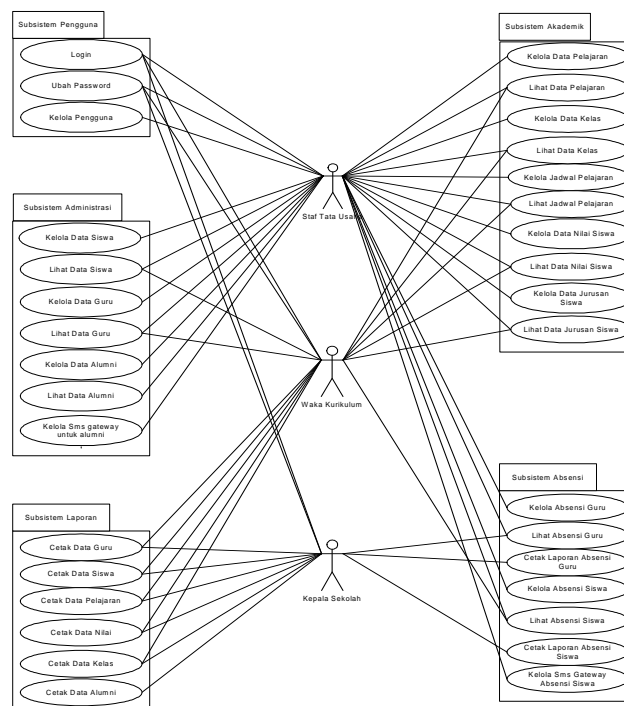 Subsistem Pengguna
Login
Ubah Password
Kelola Pengguna
Subsistem Administrasi
Kelola Data Siswa
Lihat Data Siswa
Kelola Data Guru
Lihat Data Guru
Kelola Data Alumni
Lihat Data Alumni
Kelola Sms gateway
untuk alumni
Subsistem Laporan
Cetak Data Guru
Cetak Data Siswa
Cetak Data Pelajaran
Cetak Data Nilai
Cetak Data Kelas
Cetak Data Alumni
Staf Tata Usaha
Waka Kurikulum
Kepala Sekolah
Subsistem Akademik
Kelola Data Pelajaran
Lihat Data Pelajaran
Kelola Data Kelas
Lihat Data Kelas
Kelola Jadwal Pelajaran
Lihat Jadwal Pelajaran
Kelola Data Nilai Siswa
Lihat Data Nilai Siswa
Kelola Data Jurusan
Siswa
Lihat Data Jurusan Siswa
Subsistem Absensi
Kelola Absensi Guru
Lihat Absensi Guru
Cetak Laporan Absensi
Guru
Kelola Absensi Siswa
Lihat Absensi Siswa
Cetak Laporan Absensi
Siswa
Kelola Sms Gateway
Absensi Siswa